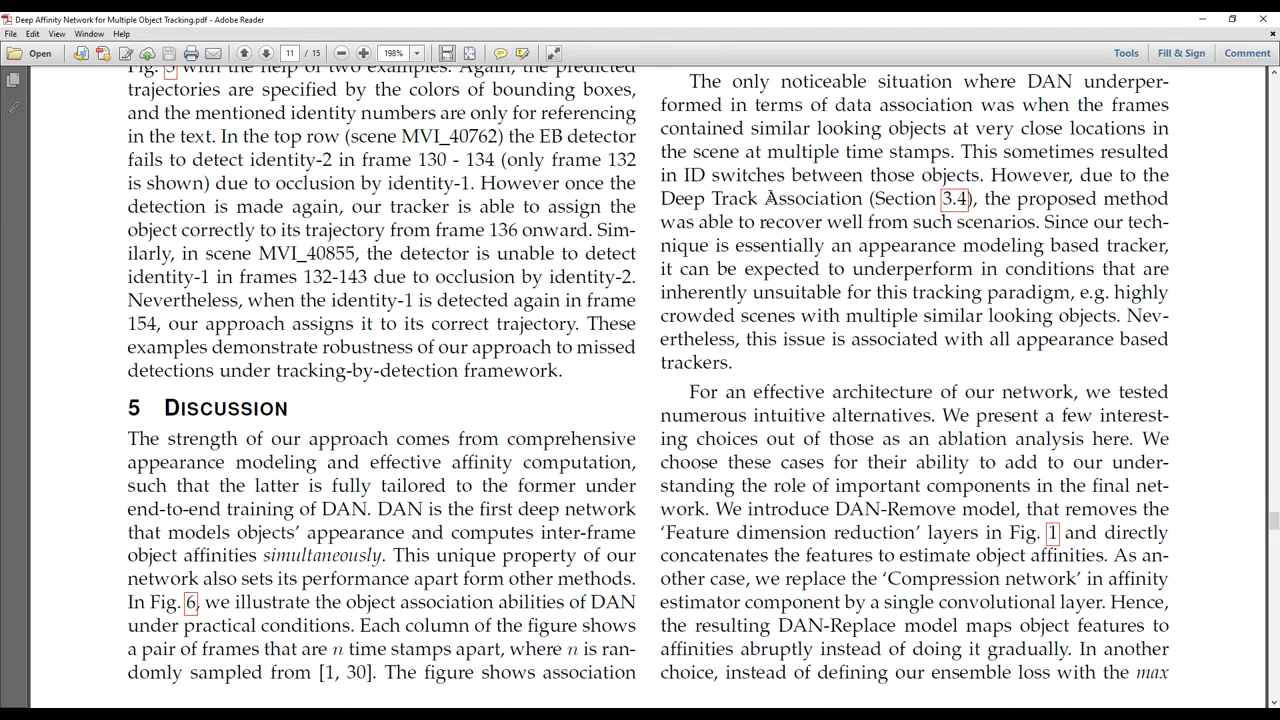 Deep Affinity Network for Multiple Object Tracking.pdf - Adobe Reader
File Edit View Window Help
Open 11 / 15 198% Tools Fill & Sign Comment
Fig. 5 with the help of two examples. Again, the predicted
trajectories are specified by the colors of bounding boxes,
and the mentioned identity numbers are only for referencing
in the text. In the top row (scene MVI_40762) the EB detector
fails to detect identity-2 in frame 130 - 134 (only frame 132
is shown) due to occlusion by identity-1. However once the
detection is made again, our tracker is able to assign the
object correctly to its trajectory from frame 136 onward. Sim-
ilarly, in scene MVI_40855, the detector is unable to detect
identity-1 in frames 132-143 due to occlusion by identity-2.
Nevertheless, when the identity-1 is detected again in frame
154, our approach assigns it to its correct trajectory. These
examples demonstrate robustness of our approach to missed
detections under tracking-by-detection framework.
5 DISCUSSION
The strength of our approach comes from comprehensive
appearance modeling and effective affinity computation,
such that the latter is fully tailored to the former under
end-to-end training of DAN. DAN is the first deep network
that models objects' appearance and computes inter-frame
object affinities simultaneously. This unique property of our
network also sets its performance apart form other methods.
In Fig. 6, we illustrate the object association abilities of DAN
under practical conditions. Each column of the figure shows
a pair of frames that are n time stamps apart, where n is ran-
domly sampled from [1, 30]. The figure shows association
The only noticeable situation where DAN underper-
formed in terms of data association was when the frames
contained similar looking objects at very close locations in
the scene at multiple time stamps. This sometimes resulted
in ID switches between those objects. However, due to the
Deep Track Association (Section 3.4), the proposed method
was able to recover well from such scenarios. Since our tech-
nique is essentially an appearance modeling based tracker,
it can be expected to underperform in conditions that are
inherently unsuitable for this tracking paradigm, e.g. highly
crowded scenes with multiple similar looking objects. Nev-
ertheless, this issue is associated with all appearance based
trackers.
For an effective architecture of our network, we tested
numerous intuitive alternatives. We present a few interest-
ing choices out of those as an ablation analysis here. We
choose these cases for their ability to add to our under-
standing the role of important components in the final net-
work. We introduce DAN-Remove model, that removes the
'Feature dimension reduction' layers in Fig. 1 and directly
concatenates the features to estimate object affinities. As an-
other case, we replace the 'Compression network' in affinity
estimator component by a single convolutional layer. Hence,
the resulting DAN-Replace model maps object features to
affinities abruptly instead of doing it gradually. In another
choice, instead of defining our ensemble loss with the max